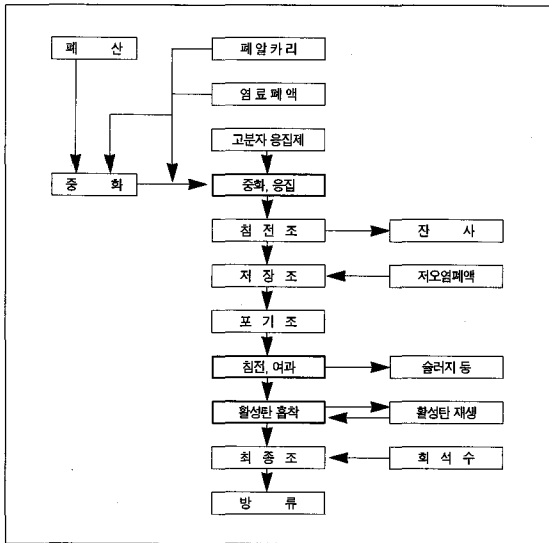 폐 산
폐알카리
염료폐액
고분자 응집제
중 화
중화, 응집
침 전 조
잔 사
저 장 조
저오염폐액
포 기 조
침전, 여과
슬러지 등
활성탄 흡착
활성탄 재생
최 종 조
희 석 수
방 류